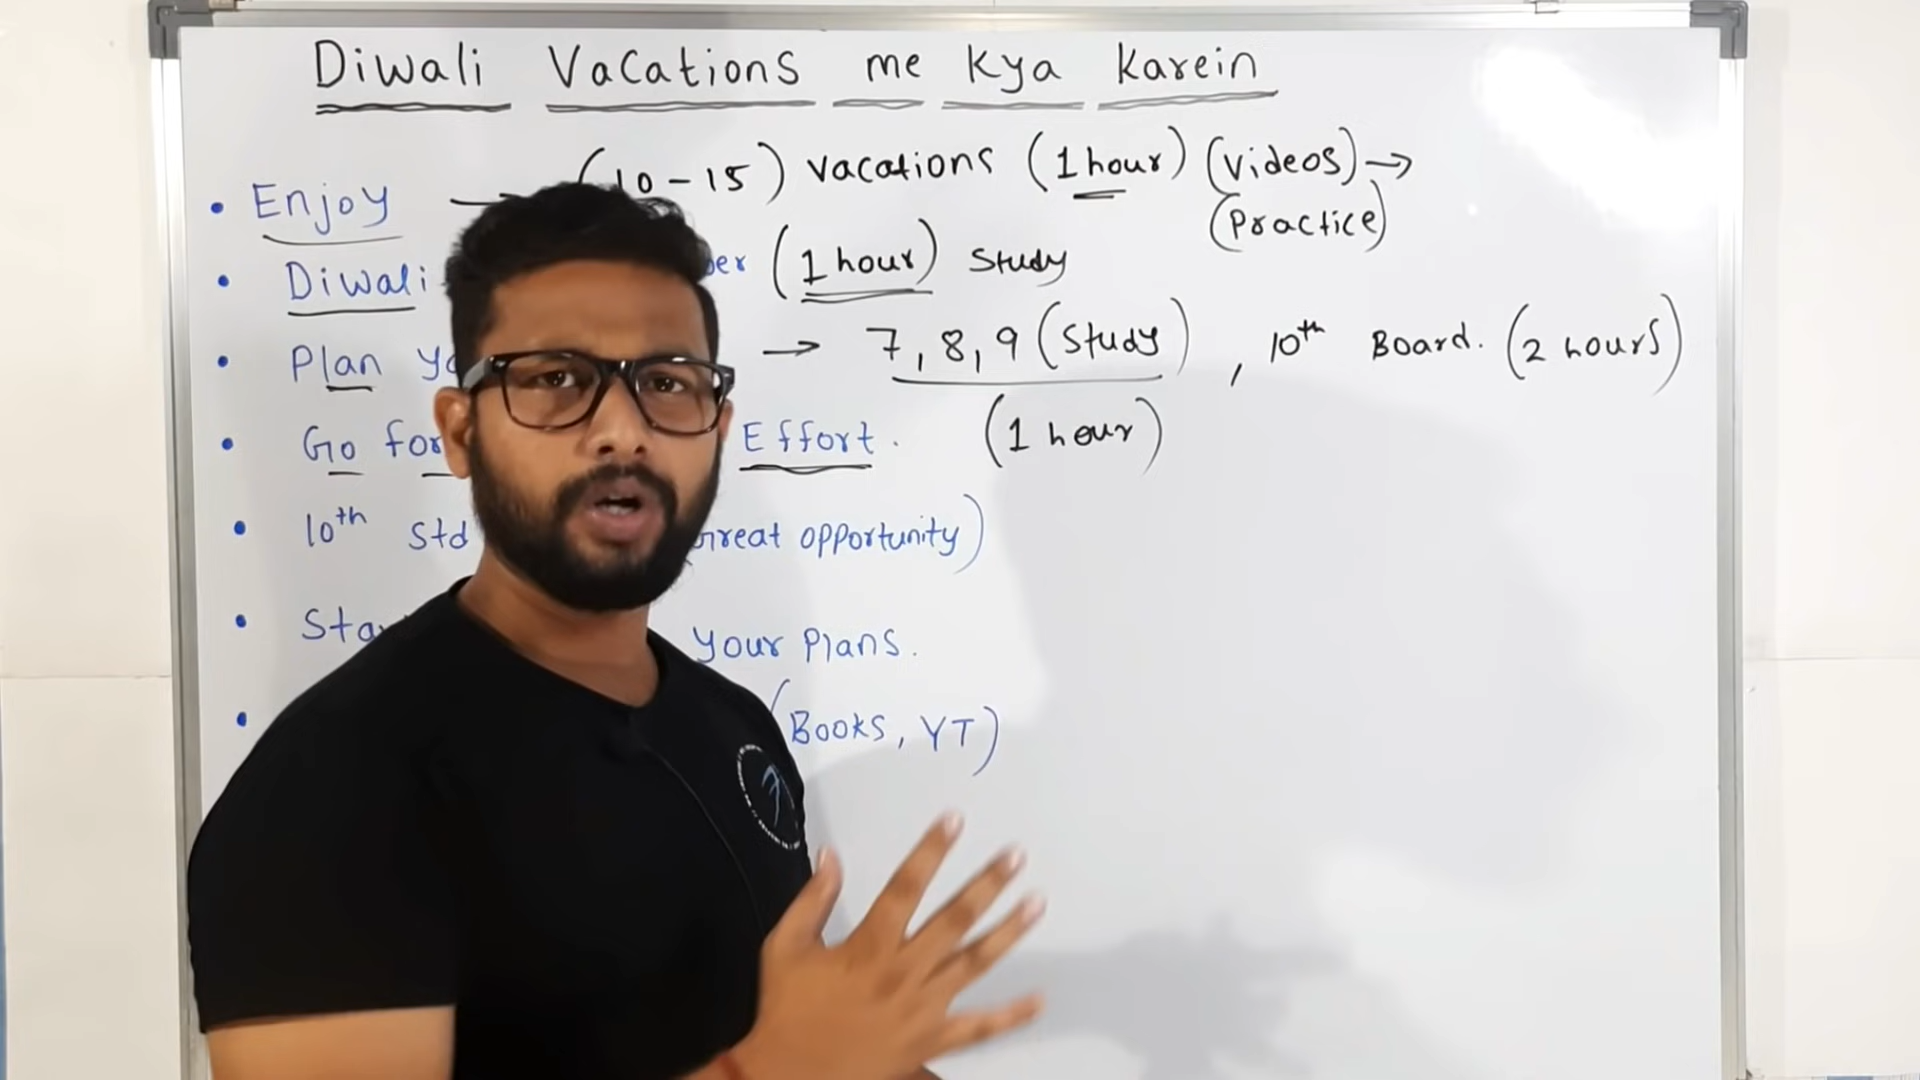 Diwali Vacations me Kya Karein
• Enjoy → (10-15) vacations (1 hour) (videos) →
(Practice)
• Diwali (1 hour) Study
• Plan → 7, 8, 9 (Study), 10th Board. (2 hours)
• Go for Effort. (1 hour)
• 10th std Great opportunity)
• your Plans.
• (Books, YT)